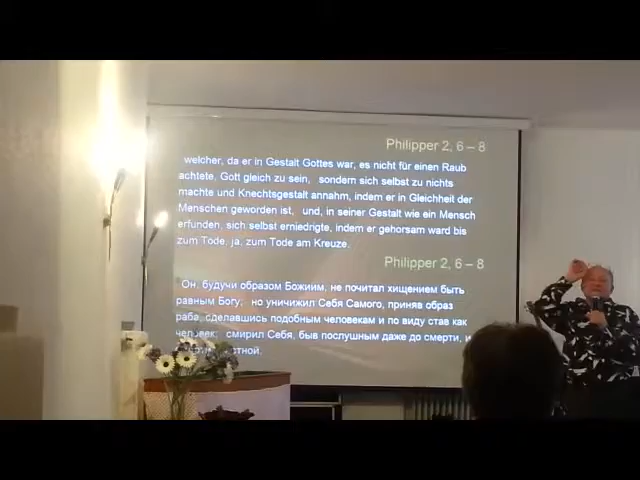 Philipper 2, 6 – 8
welcher, da er in Gestalt Gottes war, es nicht für einen Raub
achtete, Gott gleich zu sein, sondern sich selbst zu nichts
machte und Knechtsgestalt annahm, indem er in Gleichheit der
Menschen geworden ist, und, in seiner Gestalt wie ein Mensch
erfunden, sich selbst erniedrigte, indem er gehorsam ward bis
zum Tode, ja, zum Tode am Kreuze.
Philipper 2, 6 – 8
Он, будучи образом Божиим, не почитал хищением быть
равным Богу, но уничижил Себя Самого, приняв образ
раба, сделавшись подобным человекам и по виду став как
человек; смирил Себя, быв послушным даже до смерти, и